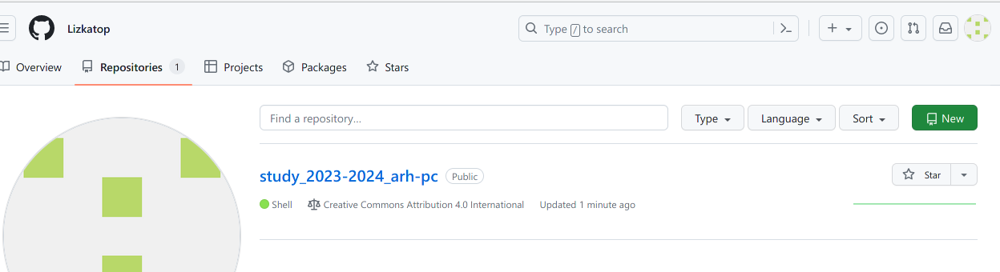 Lizkatop
Type / to search
Overview Repositories 1 Projects Packages Stars
Find a repository... Type Language Sort New
study_2023-2024_arh-pc Public Star
Shell Creative Commons Attribution 4.0 International Updated 1 minute ago